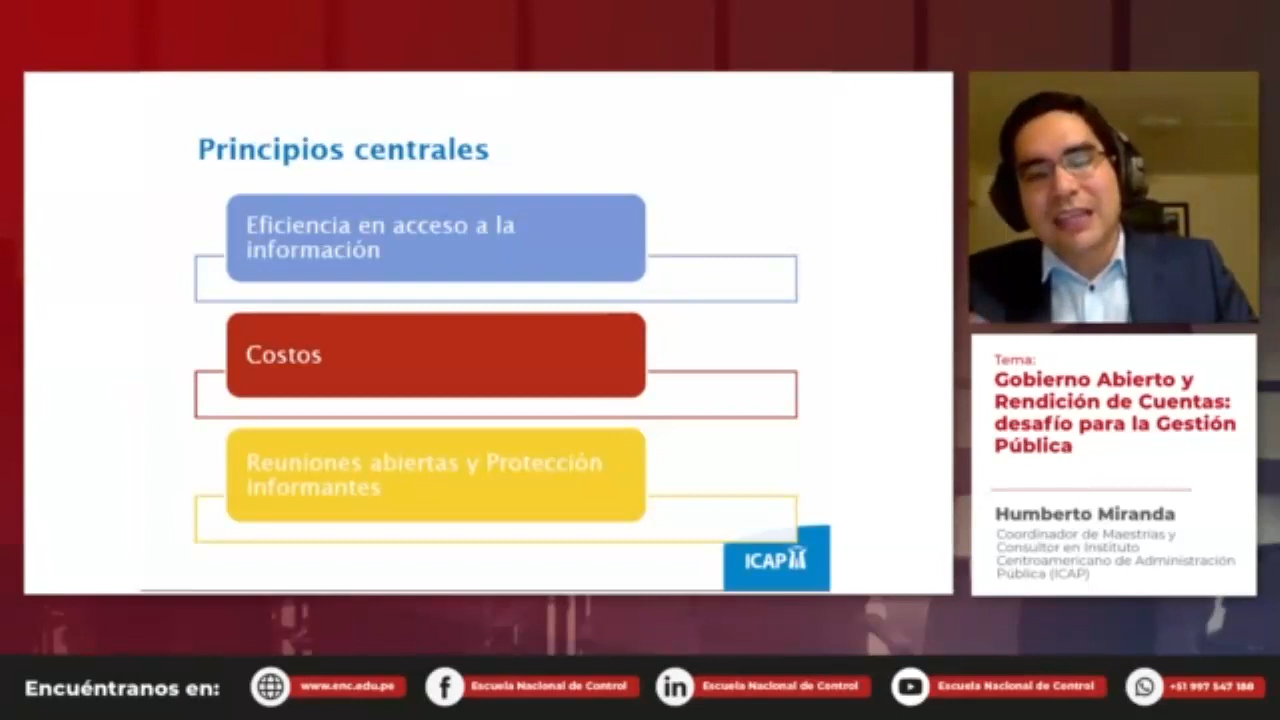 Principios centrales
Eficiencia en acceso a la
información
Costos
Reuniones abiertas y Protección
informantes
ICAP
Tema:
Gobierno Abierto y
Rendición de Cuentas:
desafío para la Gestión
Pública
Humberto Miranda
Coordinador de Maestrías y
Consultor en Instituto
Centroamericano de Administración
Pública (ICAP)
Encuéntranos en:
www.enc.edu.pe
Escuela Nacional de Control
Escuela Nacional de Control
Escuela Nacional de Control
+51 997 547 188